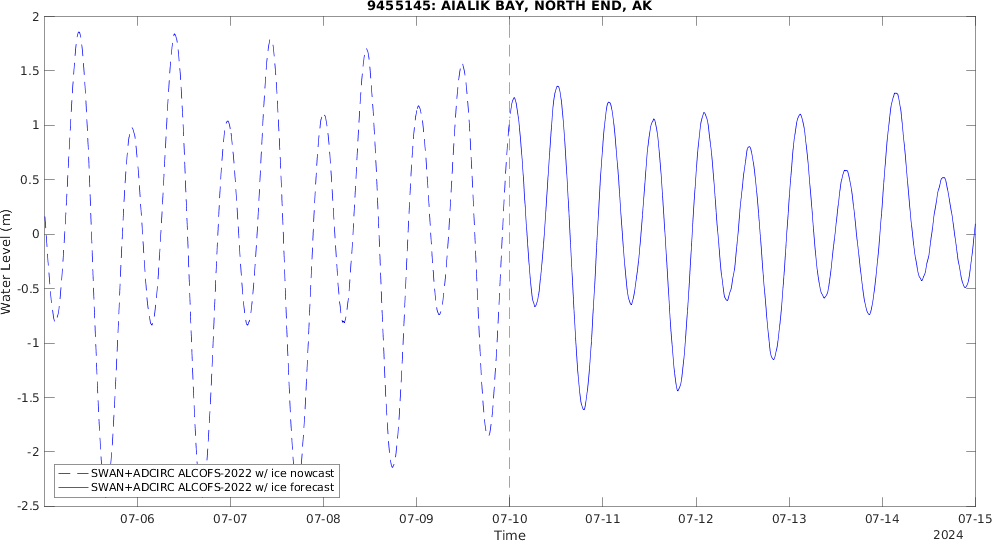 9455145: AIALIK BAY, NORTH END, AK
Water Level (m)
2
1.5
1
0.5
0
-0.5
-1
-1.5
-2
-2.5
SWAN+ADCIRC ALCOFS-2022 w/ ice nowcast
SWAN+ADCIRC ALCOFS-2022 w/ ice forecast
07-06 07-07 07-08 07-09 07-10 07-11 07-12 07-13 07-14 07-15
Time
2024